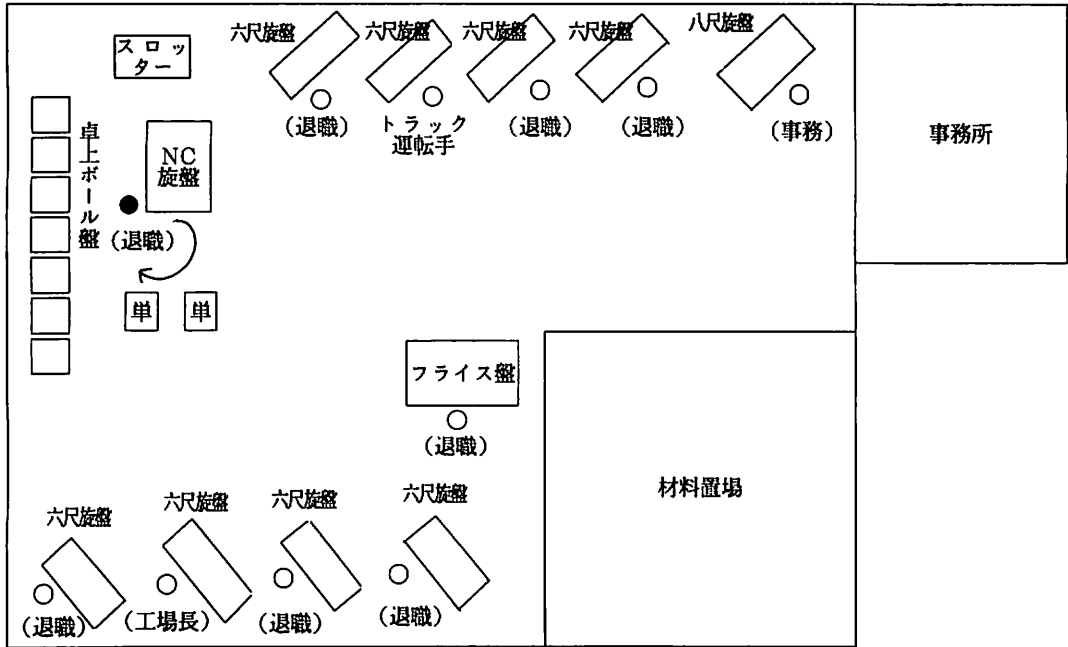 六尺旋盤
六尺旋盤
六尺旋盤
六尺旋盤
八尺旋盤
スロッ
ター
(退職)
トラック
運転手
(退職)
(退職)
(事務)
事務所
卓上ボール盤
NC
旋盤
(退職)
単
単
フライス盤
(退職)
材料置場
六尺旋盤
六尺旋盤
六尺旋盤
六尺旋盤
(退職)
(工場長)
(退職)
(退職)